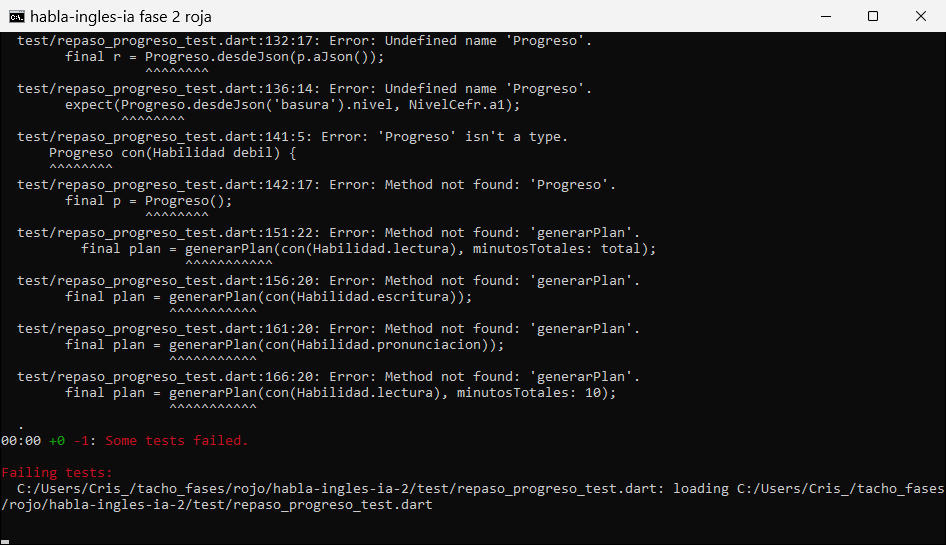 habla-ingles-ia fase 2 roja
test/repaso_progreso_test.dart:132:17: Error: Undefined name 'Progreso'.
final r = Progreso.desdeJson(p.aJson());
^^^^^^^^
test/repaso_progreso_test.dart:136:14: Error: Undefined name 'Progreso'.
expect(Progreso.desdeJson('basura').nivel, NivelCefr.a1);
^^^^^^^^
test/repaso_progreso_test.dart:141:5: Error: 'Progreso' isn't a type.
Progreso con(Habilidad debil) {
^^^^^^^^
test/repaso_progreso_test.dart:142:17: Error: Method not found: 'Progreso'.
final p = Progreso();
^^^^^^^^
test/repaso_progreso_test.dart:151:22: Error: Method not found: 'generarPlan'.
final plan = generarPlan(con(Habilidad.lectura), minutosTotales: total);
^^^^^^^^^^^
test/repaso_progreso_test.dart:156:20: Error: Method not found: 'generarPlan'.
final plan = generarPlan(con(Habilidad.escritura));
^^^^^^^^^^^
test/repaso_progreso_test.dart:161:20: Error: Method not found: 'generarPlan'.
final plan = generarPlan(con(Habilidad.pronunciacion));
^^^^^^^^^^^
test/repaso_progreso_test.dart:166:20: Error: Method not found: 'generarPlan'.
final plan = generarPlan(con(Habilidad.lectura), minutosTotales: 10);
^^^^^^^^^^^
.
00:00 +0 -1: Some tests failed.
Failing tests:
C:/Users/Cris_/tacho_fases/rojo/habla-ingles-ia-2/test/repaso_progreso_test.dart: loading C:/Users/Cris_/tacho_fases
/rojo/habla-ingles-ia-2/test/repaso_progreso_test.dart